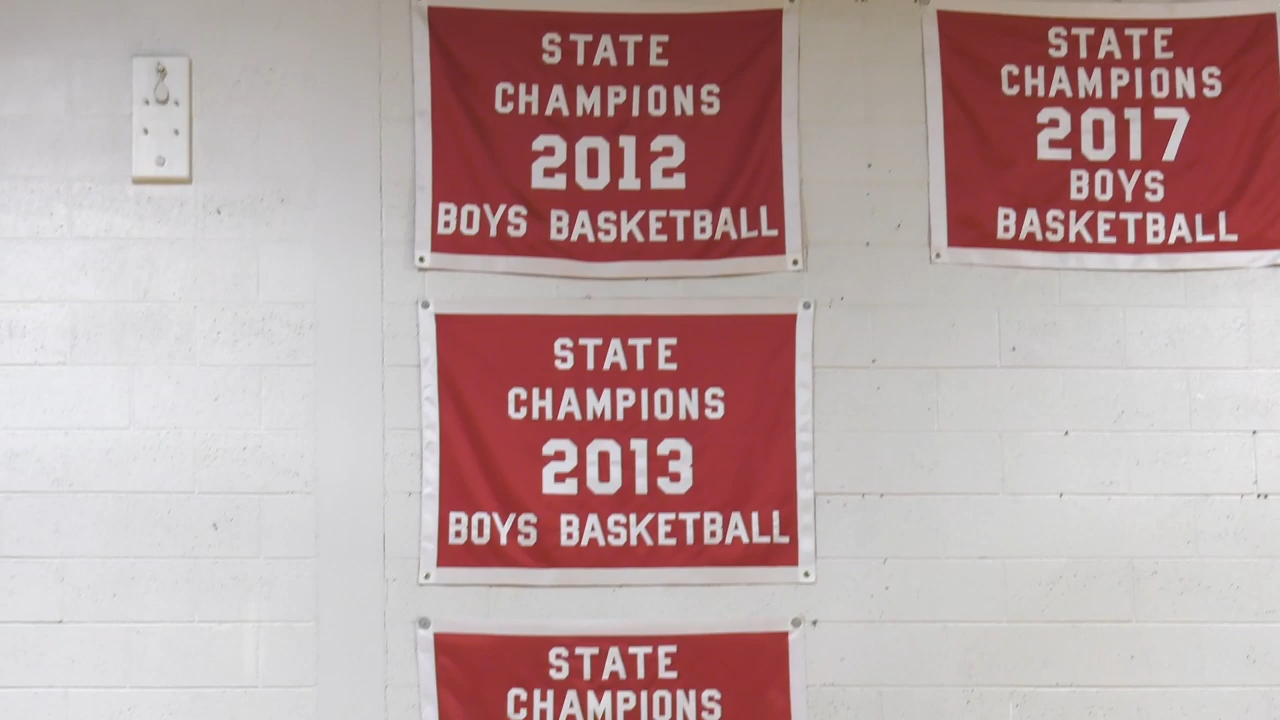 STATE
CHAMPIONS
2012
BOYS BASKETBALL
STATE
CHAMPIONS
2017
BOYS
BASKETBALL
STATE
CHAMPIONS
2013
BOYS BASKETBALL
STATE
CHAMPIONS